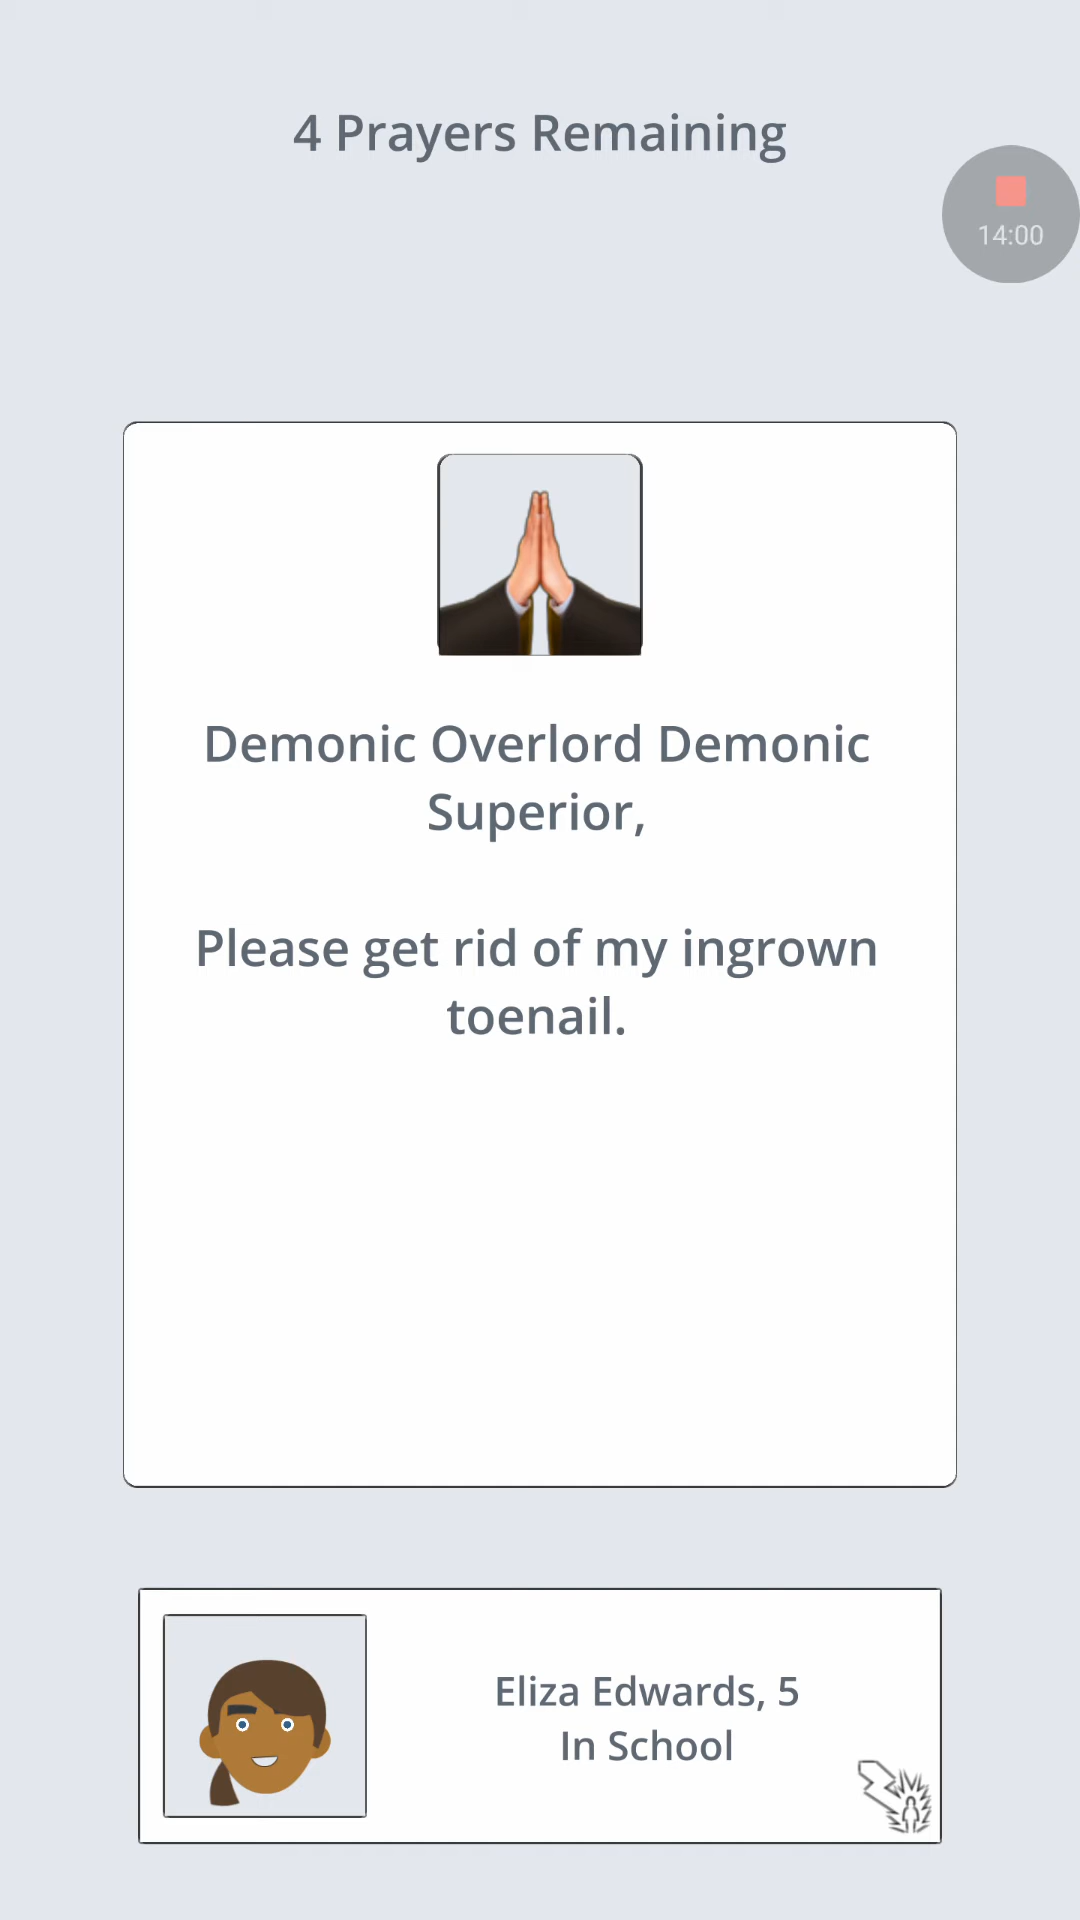 4 Prayers Remaining
14:00
Demonic Overlord Demonic
Superior,
Please get rid of my ingrown
toenail.
Eliza Edwards, 5
In School